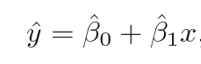 ŷ = β̂₀ + β̂₁x,